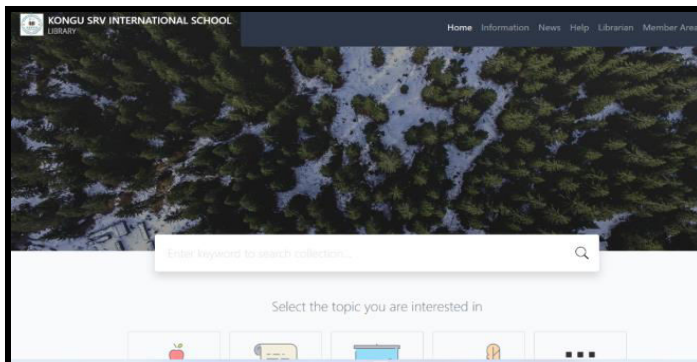 KONGU SRV INTERNATIONAL SCHOOL
LIBRARY
Home Information News Help Librarian Member Area
Enter keyword to search collection...
Select the topic you are interested in